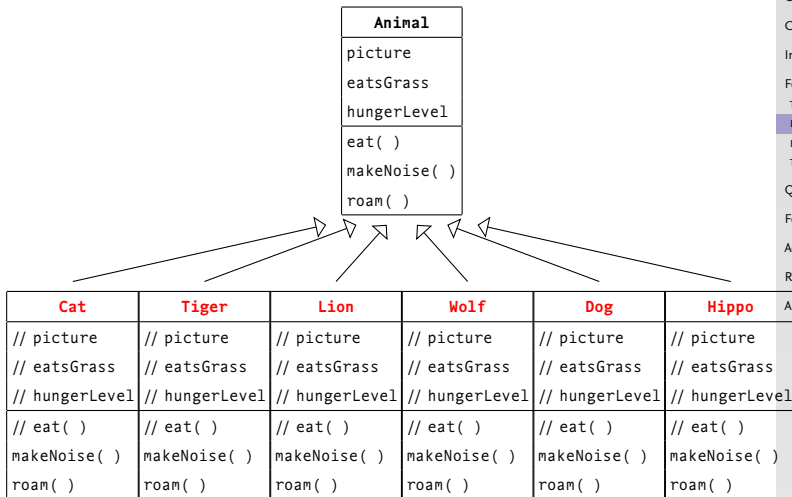 Animal
picture
eatsGrass
hungerLevel
eat( )
makeNoise( )
roam( )
Cat Tiger Lion Wolf Dog Hippo
// picture // picture // picture // picture // picture // picture
// eatsGrass // eatsGrass // eatsGrass // eatsGrass // eatsGrass // eatsGrass
// hungerLevel // hungerLevel // hungerLevel // hungerLevel // hungerLevel // hungerLevel
// eat( ) // eat( ) // eat( ) // eat( ) // eat( ) // eat( )
makeNoise( ) makeNoise( ) makeNoise( ) makeNoise( ) makeNoise( ) makeNoise( )
roam( ) roam( ) roam( ) roam( ) roam( ) roam( )